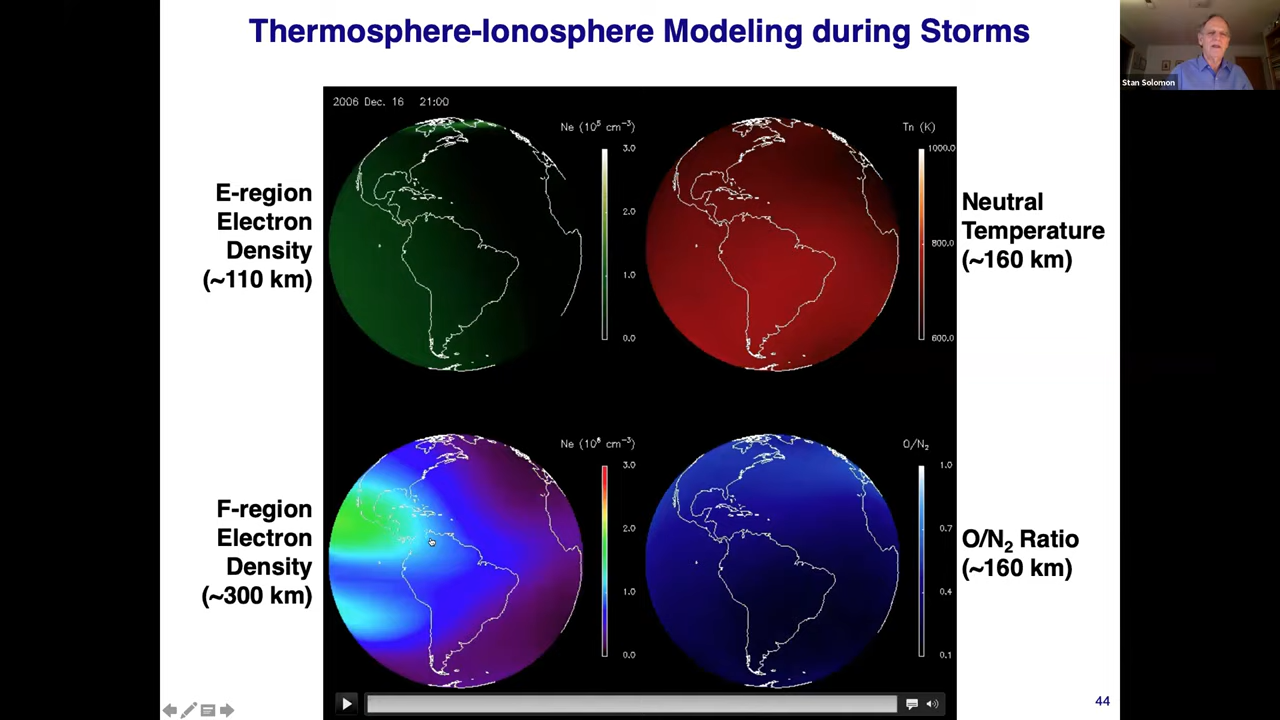 Thermosphere-Ionosphere Modeling during Storms
Stan Solomon
2006 Dec. 16 21:00
Ne (10⁵ cm⁻³)
3.0
2.0
1.0
0.0
Tn (K)
1000.0
800.0
600.0
E-region
Electron
Density
(~110 km)
Neutral
Temperature
(~160 km)
Ne (10⁶ cm⁻³)
3.0
2.0
1.0
0.0
O/N₂
1.0
0.7
0.4
0.1
F-region
Electron
Density
(~300 km)
O/N₂ Ratio
(~160 km)
44